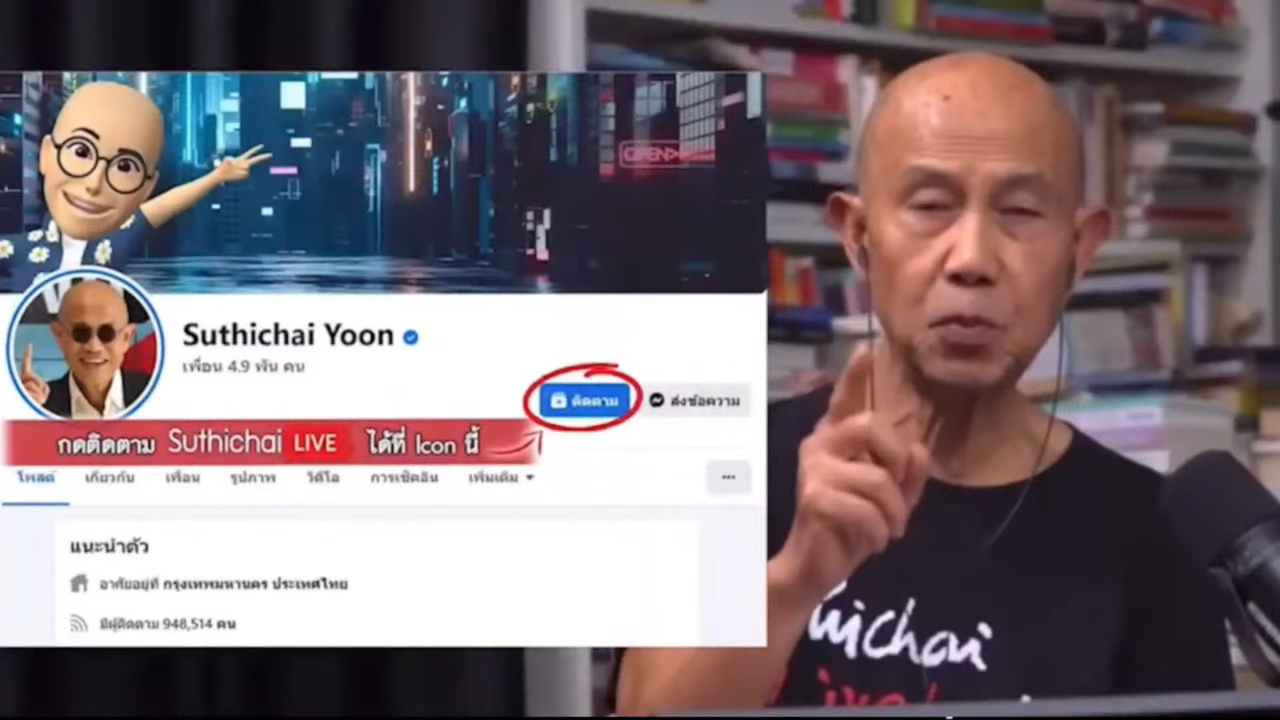 OPEN
Suthichai Yoon
เพื่อน 4.9 พัน คน
ติดตาม
ส่งข้อความ
กดติดตาม Suthichai LIVE ได้ที่ Icon นี้
โพสต์ เกี่ยวกับ เพื่อน รูปภาพ วิดีโอ การเช็คอิน เพิ่มเติม
แนะนำตัว
อาศัยอยู่ที่ กรุงเทพมหานคร ประเทศไทย
มีผู้ติดตาม 948,514 คน